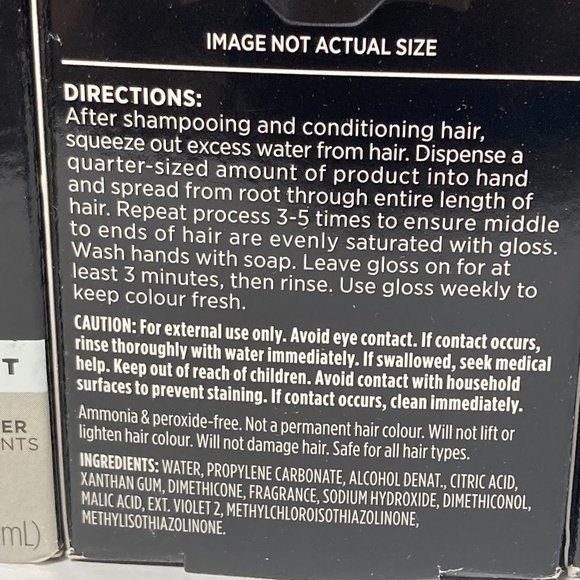 IMAGE NOT ACTUAL SIZE
DIRECTIONS:
After shampooing and conditioning hair,
squeeze out excess water from hair. Dispense a
quarter-sized amount of product into hand
and spread from root through entire length of
hair. Repeat process 3-5 times to ensure middle
to ends of hair are evenly saturated with gloss.
Wash hands with soap. Leave gloss on for at
least 3 minutes, then rinse. Use gloss weekly to
keep colour fresh.
CAUTION: For external use only. Avoid eye contact. If contact occurs,
rinse thoroughly with water immediately. If swallowed, seek medical
help. Keep out of reach of children. Avoid contact with household
surfaces to prevent staining. If contact occurs, clean immediately.
Ammonia & peroxide-free. Not a permanent hair colour. Will not lift or
lighten hair colour. Will not damage hair. Safe for all hair types.
INGREDIENTS: WATER, PROPYLENE CARBONATE, ALCOHOL DENAT., CITRIC ACID,
XANTHAN GUM, DIMETHICONE, FRAGRANCE, SODIUM HYDROXIDE, DIMETHICONOL,
MALIC ACID, EXT. VIOLET 2, METHYLCHLOROISOTHIAZOLINONE,
METHYLISOTHIAZOLINONE.
T
ER
NTS
mL)